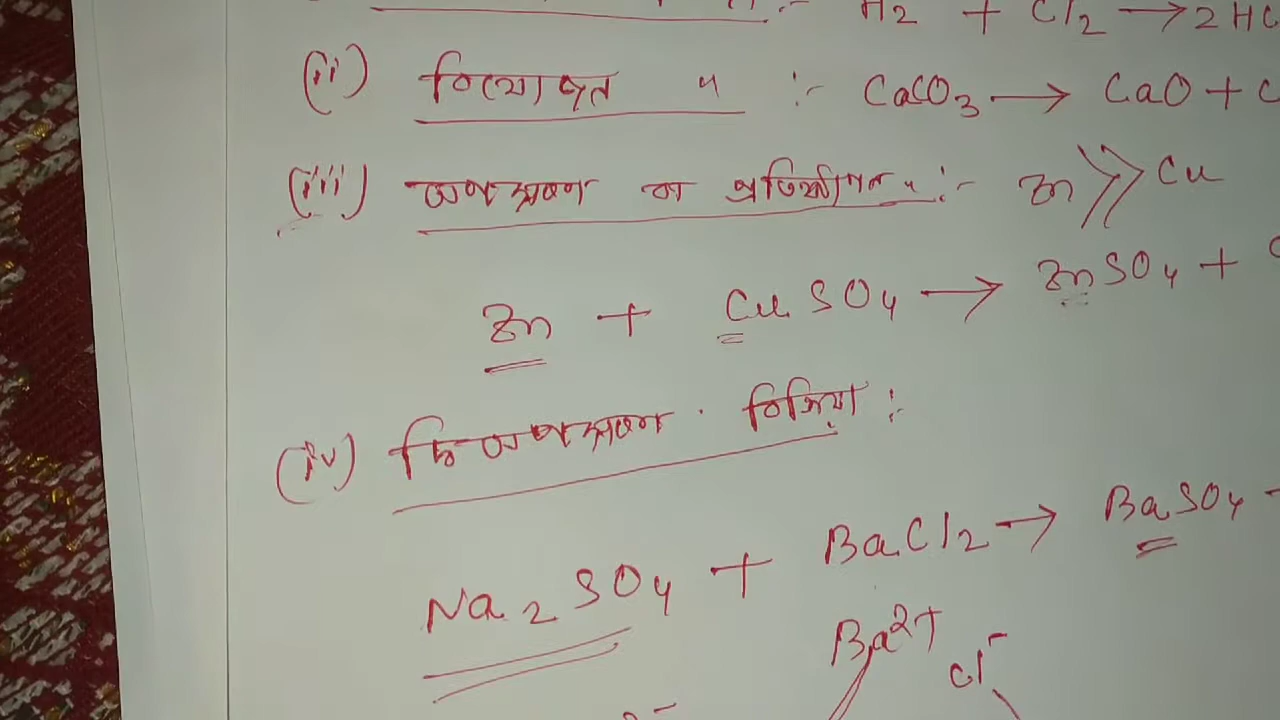 H2 + Cl2 → 2HC
(ii) বিযোজন " :- CaCO3 → CaO + C
(iii) অপসারণ বা প্রতিস্থাপন " :- Zn >> Cu
Zn + CuSO4 → ZnSO4 +
(iv) দ্বি-অপসারণ বিক্রিয়া :-
Na2SO4 + BaCl2 → BaSO4
Ba2+
Cl-